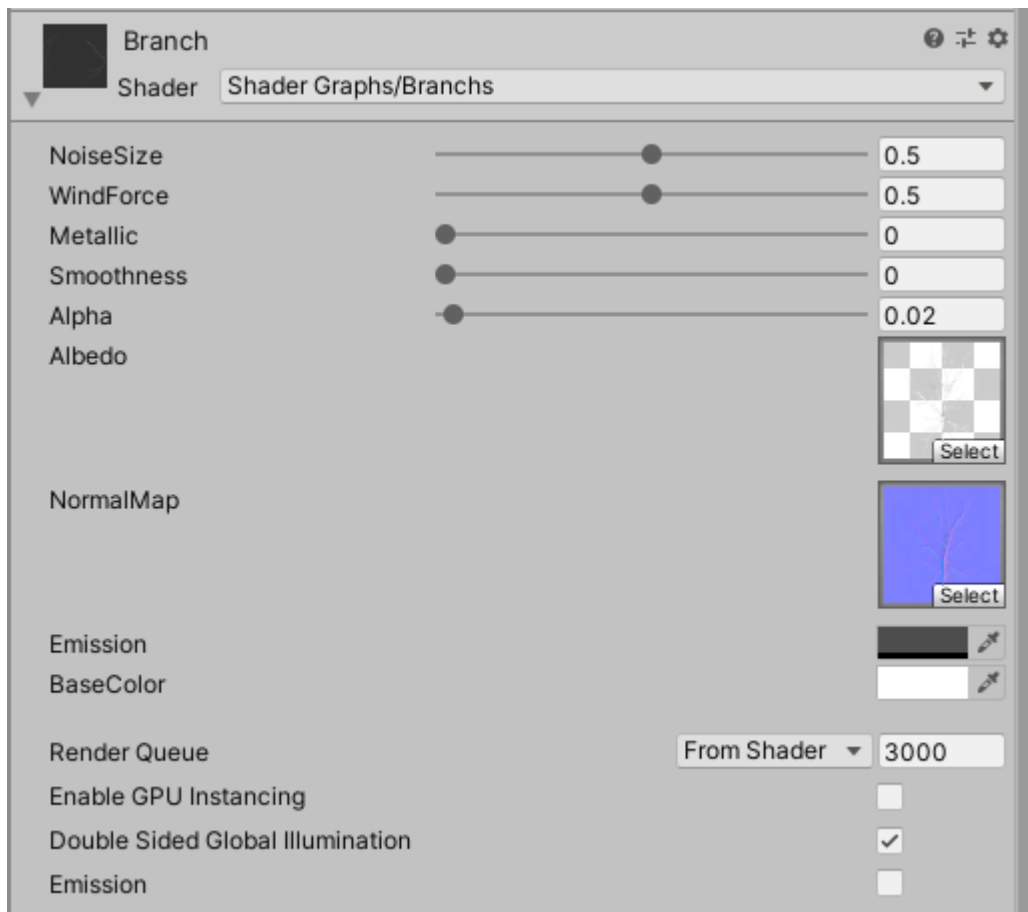 Branch
Shader Shader Graphs/Branchs
NoiseSize 0.5
WindForce 0.5
Metallic 0
Smoothness 0
Alpha 0.02
Albedo
Select
NormalMap
Select
Emission
BaseColor
Render Queue From Shader 3000
Enable GPU Instancing
Double Sided Global Illumination
Emission